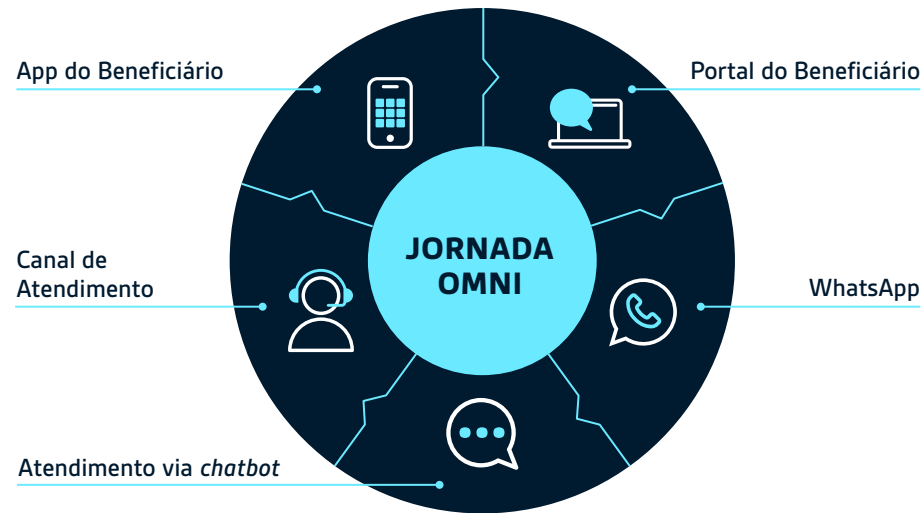 App do Beneficiário
Portal do Beneficiário
JORNADA
OMNI
Canal de
Atendimento
WhatsApp
Atendimento via chatbot